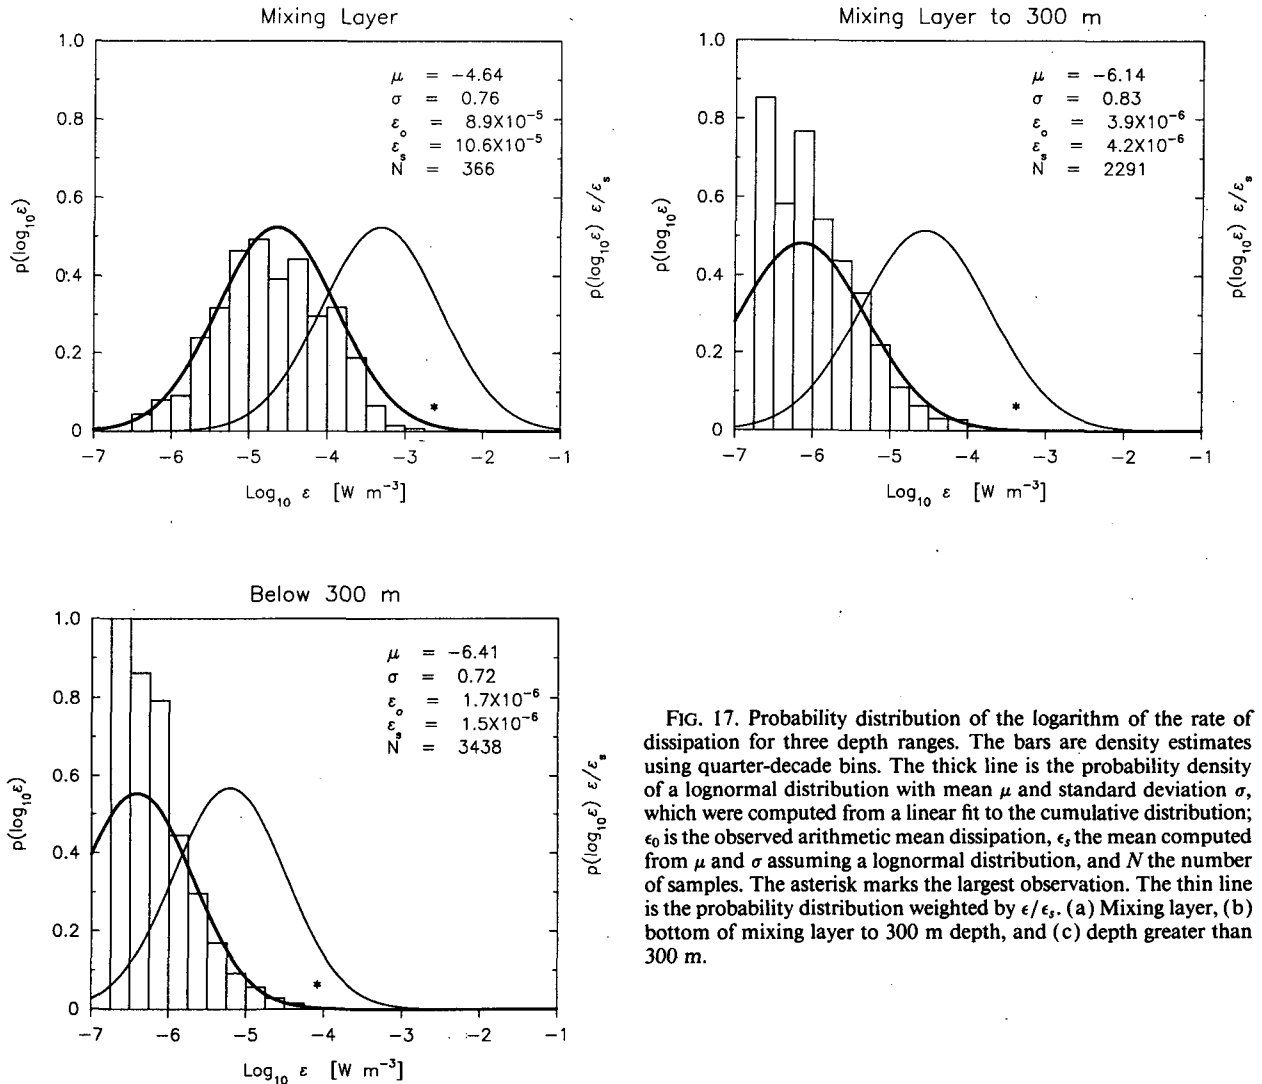 Mixing Layer
1.0
0.8
0.6
0.4
0.2
0
p(log₁₀ε)
μ = −4.64
σ = 0.76
ε₀ = 8.9X10⁻⁵
εₛ = 10.6X10⁻⁵
N = 366
p(log₁₀ε) ε/εₛ
*
−7 −6 −5 −4 −3 −2 −1
Log₁₀ ε [W m⁻³]
Mixing Layer to 300 m
1.0
0.8
0.6
0.4
0.2
0
p(log₁₀ε)
μ = −6.14
σ = 0.83
ε₀ = 3.9X10⁻⁶
εₛ = 4.2X10⁻⁶
N = 2291
p(log₁₀ε) ε/εₛ
*
−7 −6 −5 −4 −3 −2 −1
Log₁₀ ε [W m⁻³]
Below 300 m
1.0
0.8
0.6
0.4
0.2
0
p(log₁₀ε)
μ = −6.41
σ = 0.72
ε₀ = 1.7X10⁻⁶
εₛ = 1.5X10⁻⁶
N = 3438
p(log₁₀ε) ε/εₛ
*
−7 −6 −5 −4 −3 −2 −1
Log₁₀ ε [W m⁻³]
FIG. 17. Probability distribution of the logarithm of the rate of
dissipation for three depth ranges. The bars are density estimates
using quarter-decade bins. The thick line is the probability density
of a lognormal distribution with mean μ and standard deviation σ,
which were computed from a linear fit to the cumulative distribution;
ϵ₀ is the observed arithmetic mean dissipation, ϵₛ the mean computed
from μ and σ assuming a lognormal distribution, and N the number
of samples. The asterisk marks the largest observation. The thin line
is the probability distribution weighted by ϵ/ϵₛ. (a) Mixing layer, (b)
bottom of mixing layer to 300 m depth, and (c) depth greater than
300 m.